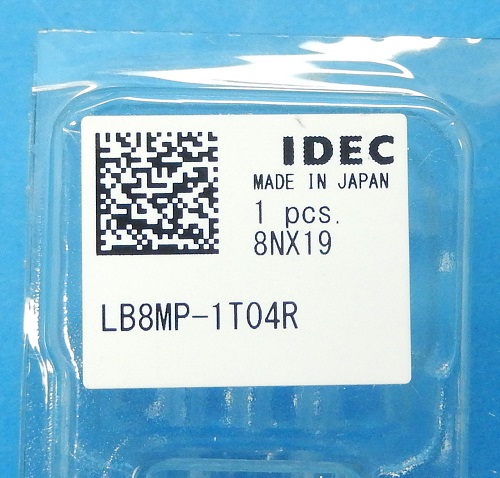 IDEC
MADE IN JAPAN
1 pcs.
8NX19
LB8MP-1T04R